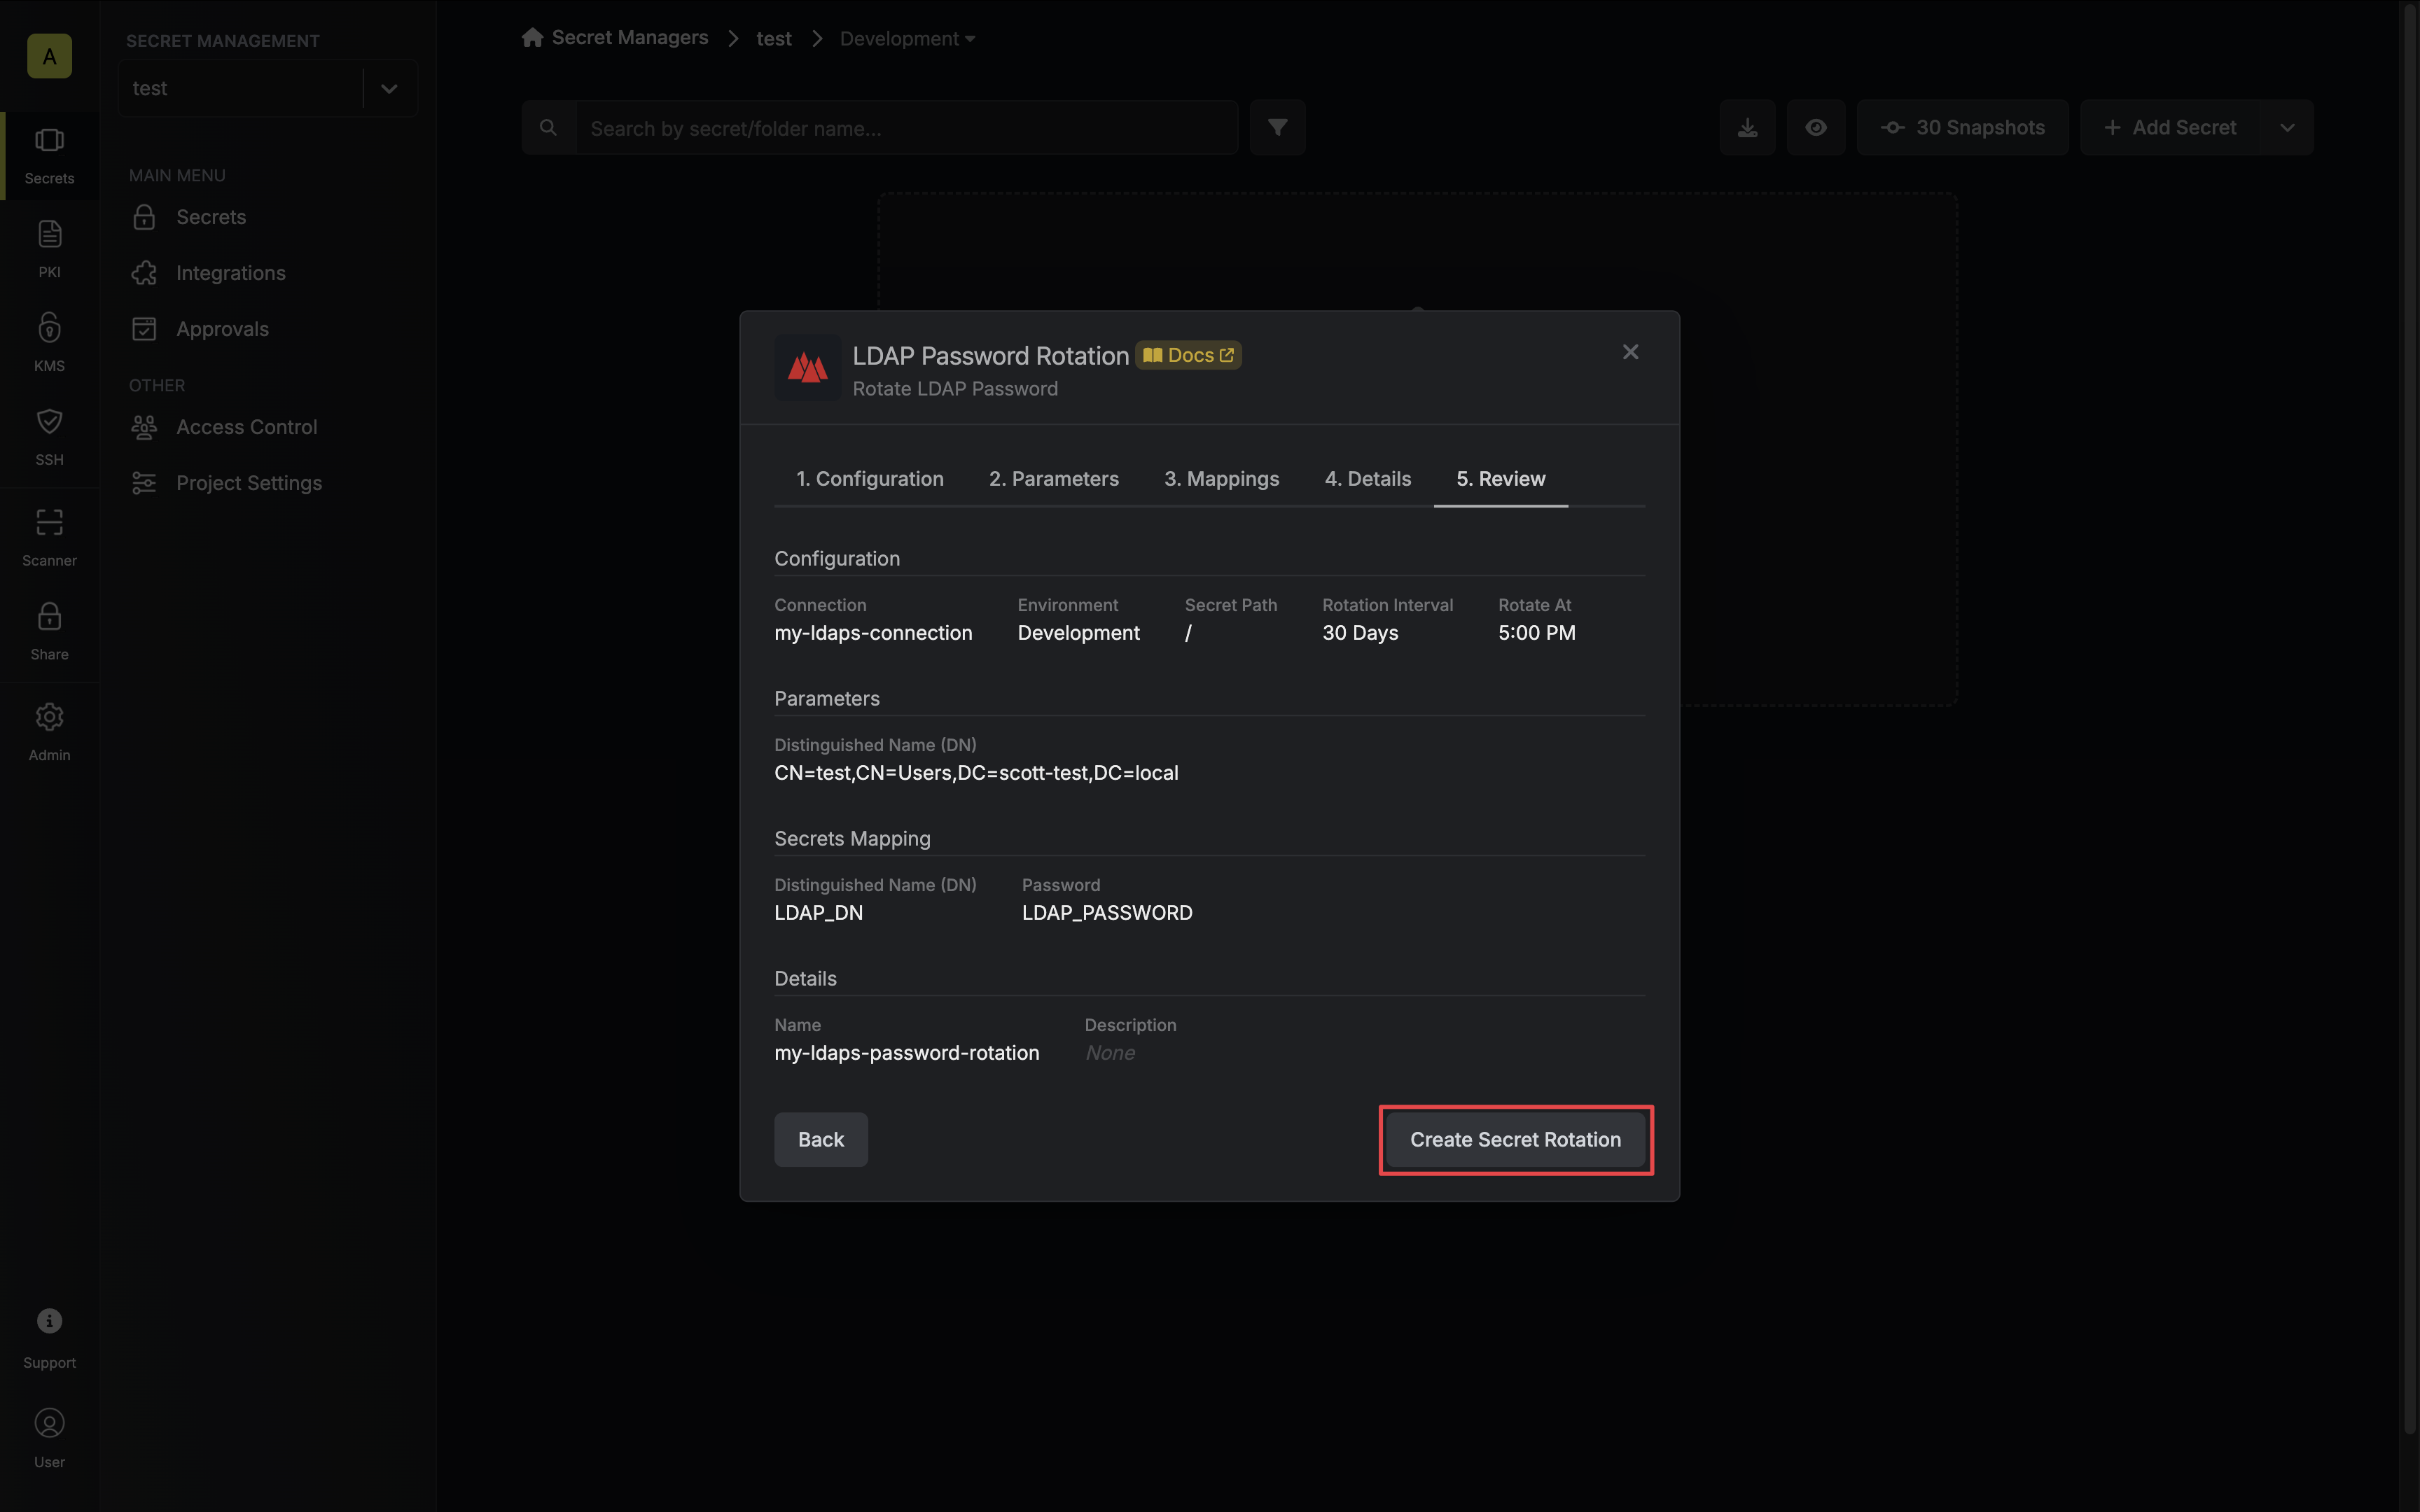 A
Secrets
PKI
KMS
SSH
Scanner
Share
Admin
Support
User
SECRET MANAGEMENT
test
MAIN MENU
Secrets
Integrations
Approvals
OTHER
Access Control
Project Settings
Secret Managers > test > Development
Search by secret/folder name...
30 Snapshots
+ Add Secret
LDAP Password Rotation Docs
Rotate LDAP Password
1. Configuration 2. Parameters 3. Mappings 4. Details 5. Review
Configuration
Connection Environment Secret Path Rotation Interval Rotate At
my-ldaps-connection Development / 30 Days 5:00 PM
Parameters
Distinguished Name (DN)
CN=test,CN=Users,DC=scott-test,DC=local
Secrets Mapping
Distinguished Name (DN) Password
LDAP_DN LDAP_PASSWORD
Details
Name Description
my-ldaps-password-rotation None
Back Create Secret Rotation